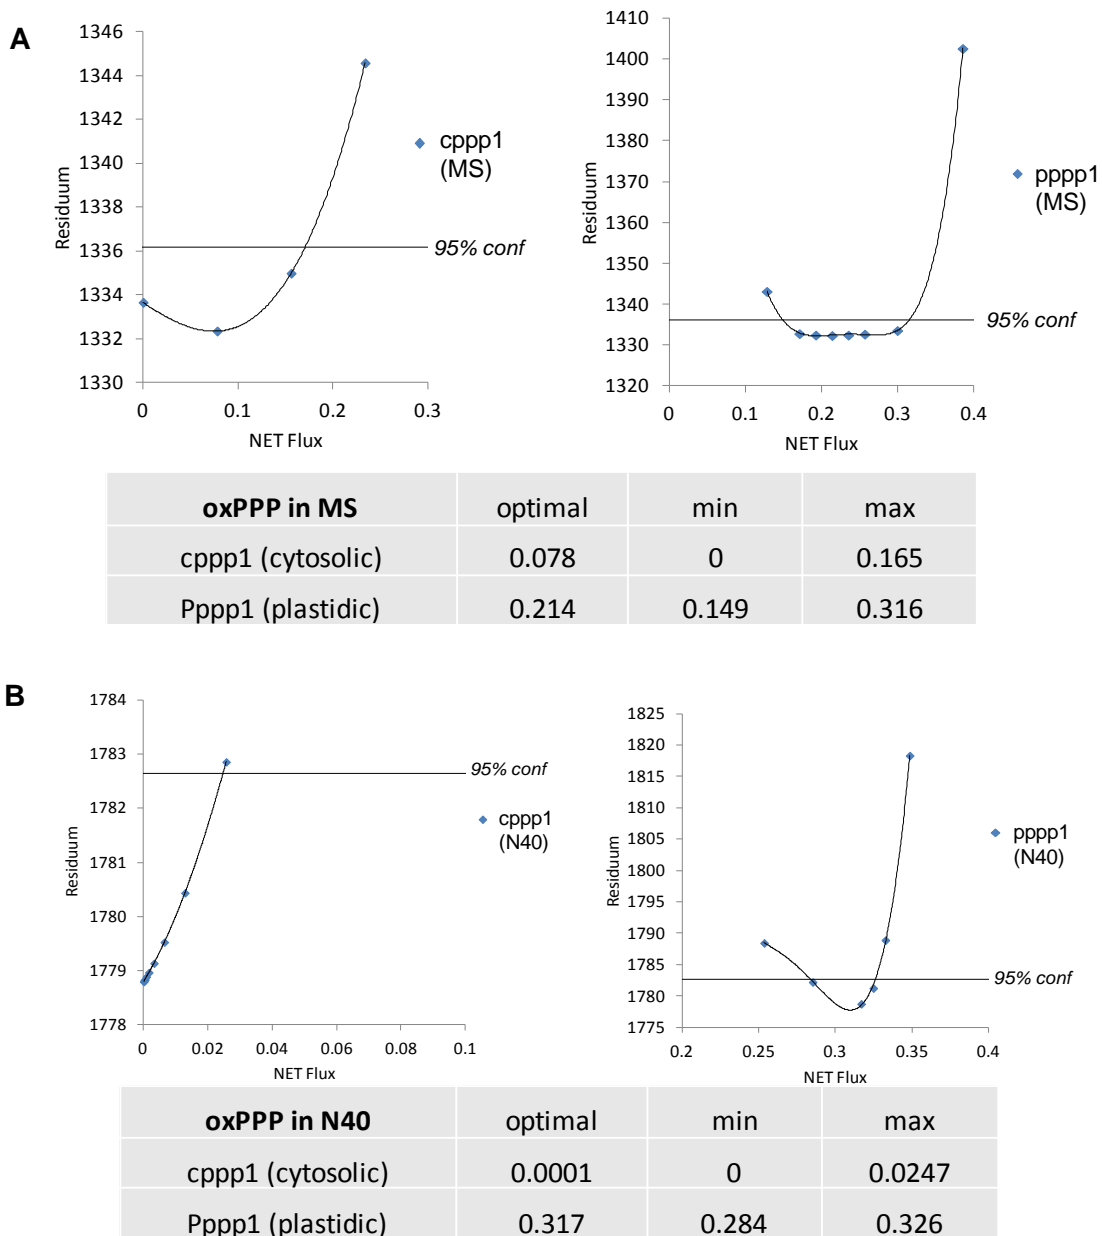 A
1346
1344
1342
1340
1338
1336
1334
1332
1330
Residuum
0 0.1 0.2 0.3
NET Flux
cppp1
(MS)
95% conf
1410
1400
1390
1380
1370
1360
1350
1340
1330
1320
Residuum
0 0.1 0.2 0.3 0.4
NET Flux
pppp1
(MS)
95% conf
oxPPP in MS optimal min max
cppp1 (cytosolic) 0.078 0 0.165
Pppp1 (plastidic) 0.214 0.149 0.316
B
1784
1783
1782
1781
1780
1779
1778
Residuum
0 0.02 0.04 0.06 0.08 0.1
NET Flux
95% conf
cppp1
(N40)
1825
1820
1815
1810
1805
1800
1795
1790
1785
1780
1775
Residuum
0.2 0.25 0.3 0.35 0.4
NET Flux
pppp1
(N40)
95% conf
oxPPP in N40 optimal min max
cppp1 (cytosolic) 0.0001 0 0.0247
Pppp1 (plastidic) 0.317 0.284 0.326